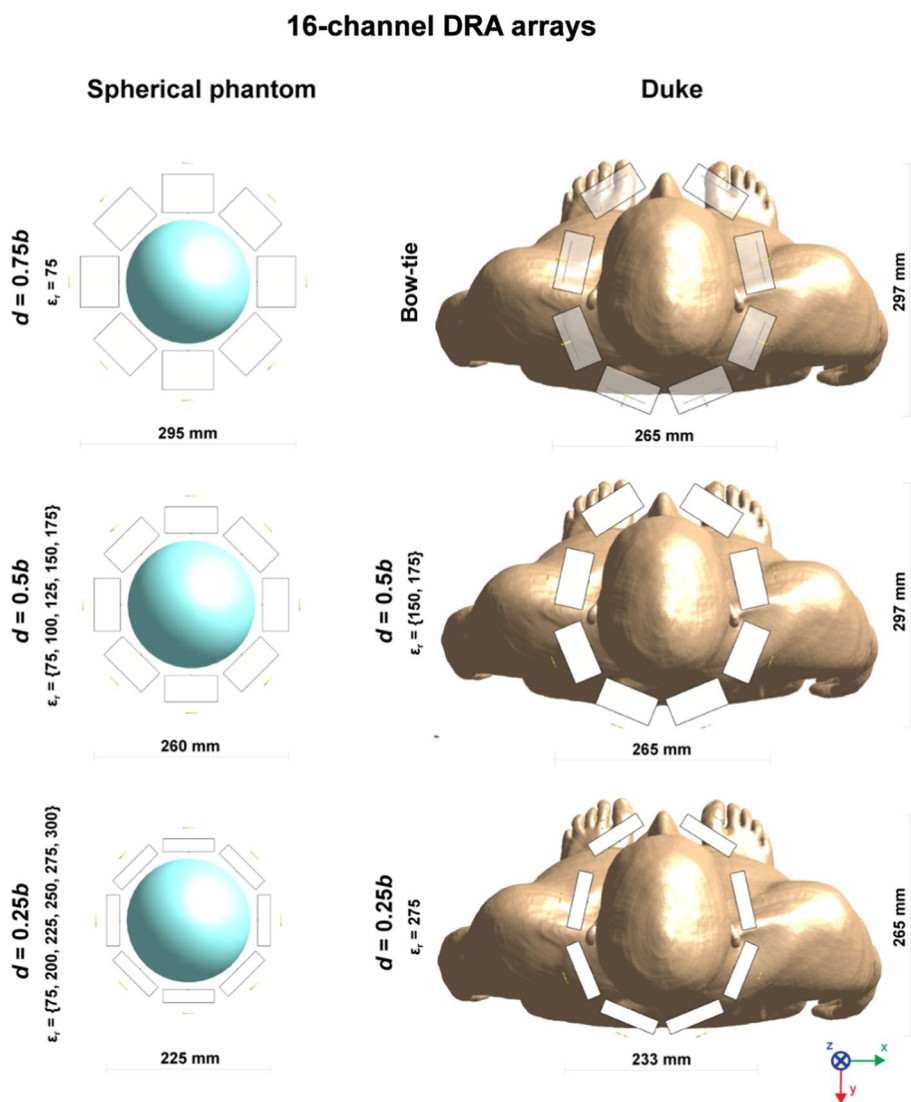 16-channel DRA arrays
Spherical phantom
Duke
d = 0.75b
εr = 75
295 mm
Bow-tie
297 mm
265 mm
d = 0.5b
εr = {75, 100, 125, 150, 175}
260 mm
d = 0.5b
εr = {150, 175}
297 mm
265 mm
d = 0.25b
εr = {75, 200, 225, 250, 275, 300}
225 mm
d = 0.25b
εr = 275
265 mm
233 mm
z
x
y